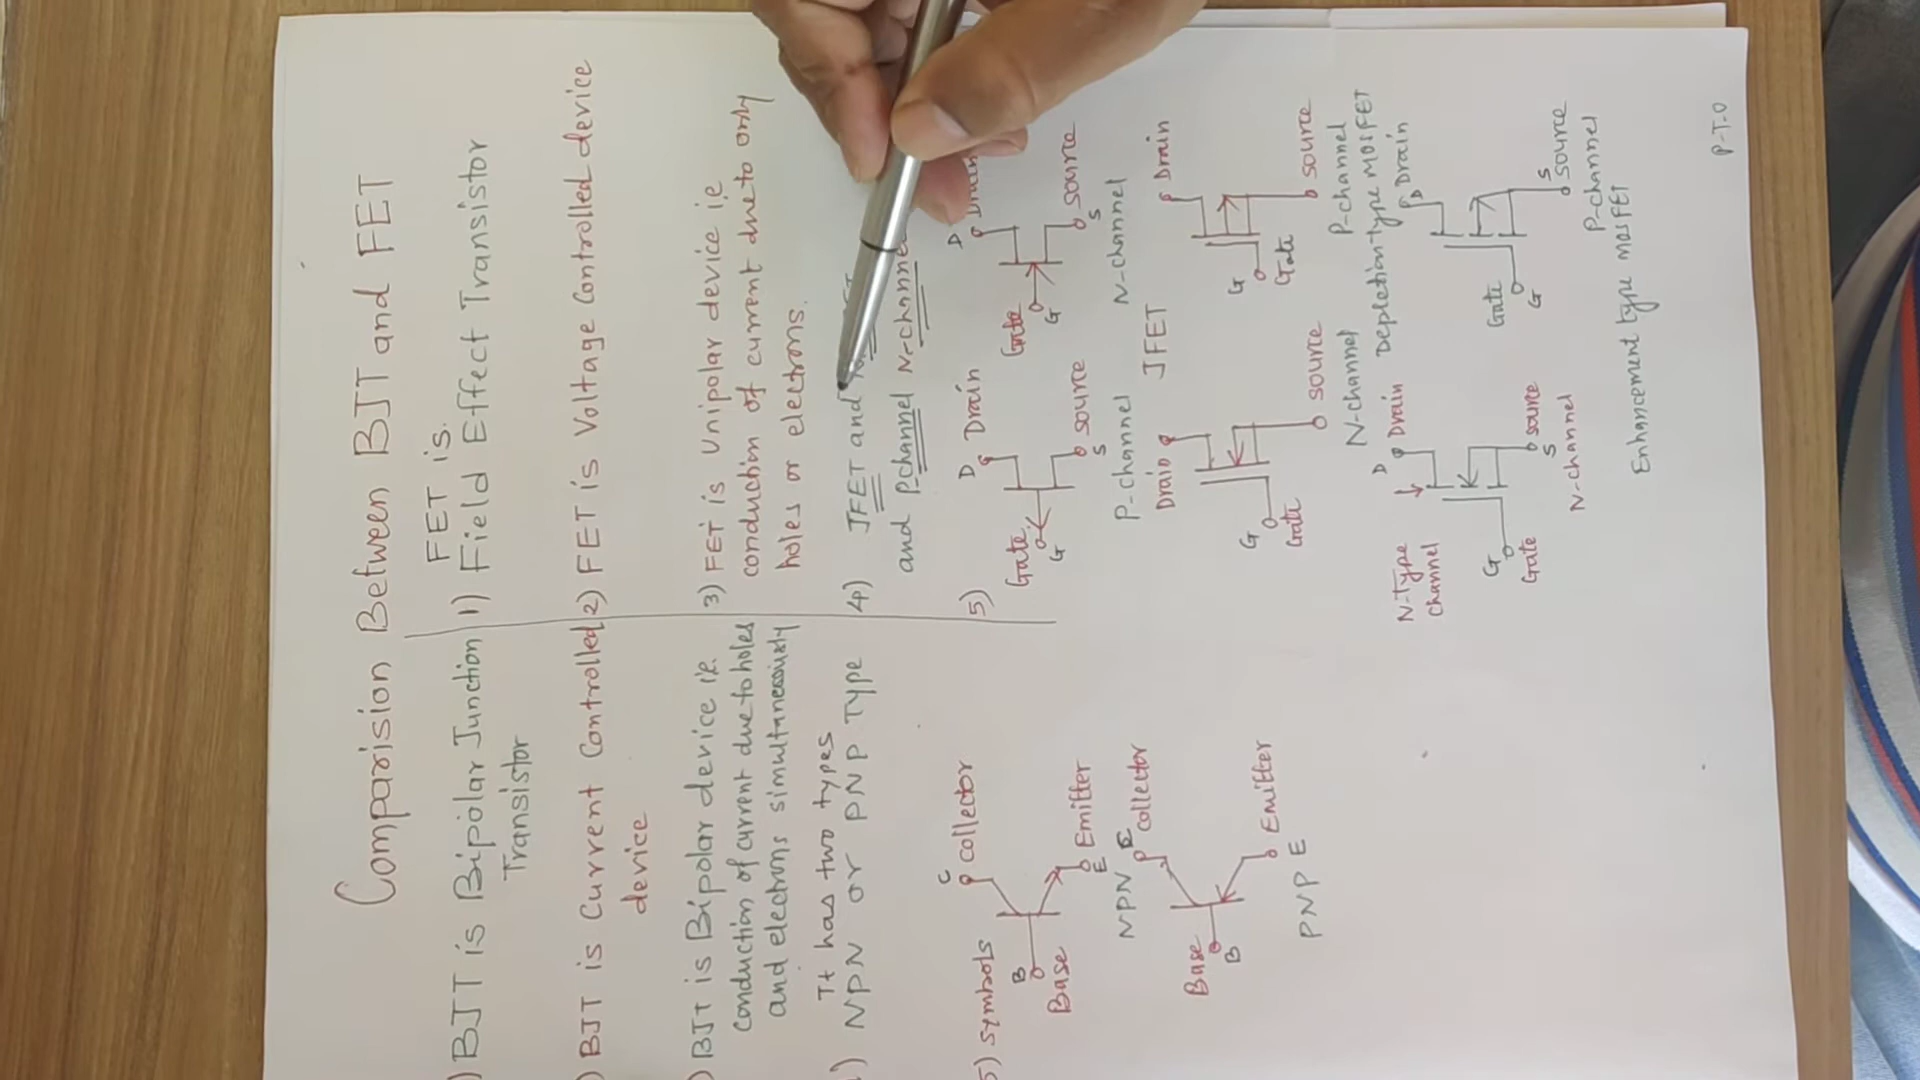 Comparision Between BJT and FET
) BJT is Bipolar Junction
Transistor
) BJT is Current Controlled
device
) BJT is Bipolar device i.e.
conduction of current due to holes
and electrons simultaneously
It has two types
) NPN or PNP TYPE
5) Symbols
C Collector
B
Base
E Emitter
NPN
E Collector
Base
B
Emitter
PNP E
FET is.
1) Field Effect Transistor
2) FET is Voltage Controlled device
3) FET is Unipolar device i.e
conduction of current due to only
holes or electrons.
4) JFET and
and P-channel N-channel
5)
D Drain
Gate
G
S Source
P-channel
D Drain
Gate
G
Source
S
N-channel
JFET
Drain
G
Gate
Source
N-channel
Drain
G
Gate
Source
P-channel
Depletion-type MOSFET
N-Type
channel
D Drain
G
Gate
Source
S
N-channel
D Drain
Gate
G
S
Source
P-channel
Enhancement type MOSFET
P.T.O